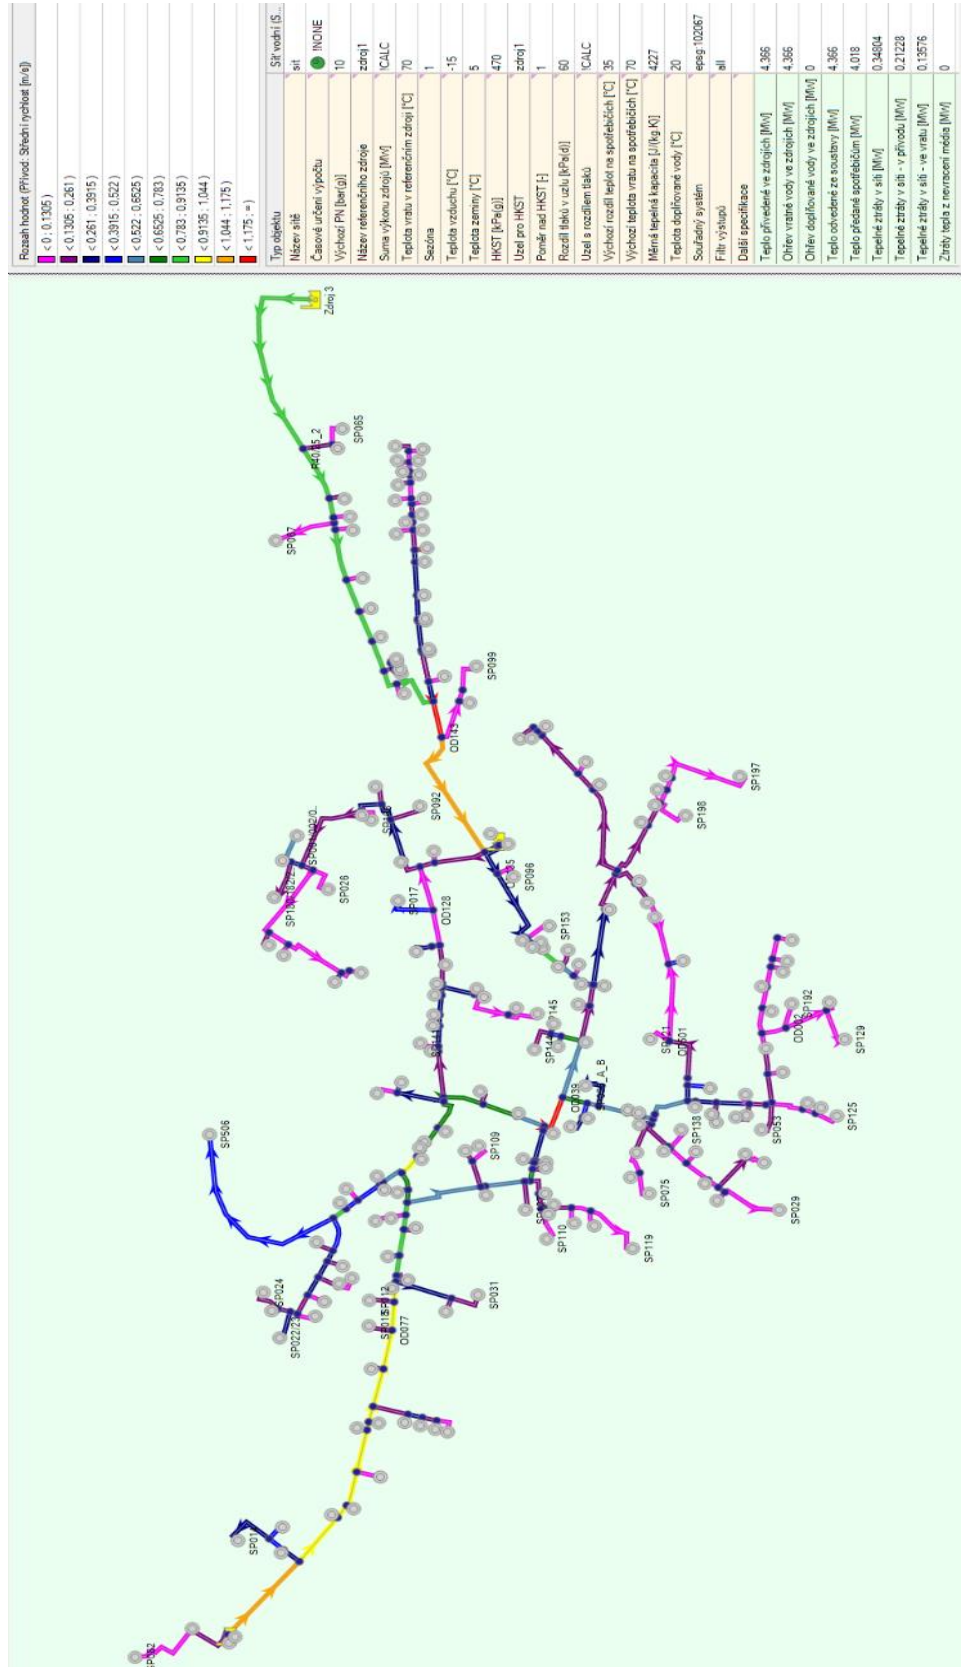 Rozsah hodnot (Přívod: Střední rychlost [m/s])
< 0 ; 0,1305 )
< 0,1305 ; 0,261 )
< 0,261 ; 0,3915 )
< 0,3915 ; 0,522 )
< 0,522 ; 0,6525 )
< 0,6525 ; 0,783 )
< 0,783 ; 0,9135 )
< 0,9135 ; 1,044 )
< 1,044 ; 1,175 )
< 1,175 ; ∞ )
Typ objektu Síť vodní (S...
Název sítě síť
Časové určení výpočtu !NONE
Výchozí PN [bar(g)] 10
Název referenčního zdroje zdroj1
Suma výkonu zdrojů [MW] !CALC
Teplota vratu v referenčním zdroji [°C] 70
Sezóna 1
Teplota vzduchu [°C] -15
Teplota zeminy [°C] 5
HKST [kPa(g)] 470
Uzel pro HKST zdroj1
Poměr nad HKST [-] 1
Rozdíl tlaků v uzlu [kPa(d)] 60
Uzel s rozdílem tlaků !CALC
Výchozí rozdíl teplot na spotřebičích [°C] 35
Výchozí teplota vratu na spotřebičích [°C] 70
Měrná tepelná kapacita [J/(kg.K)] 4227
Teplota doplňované vody [°C] 20
Souřadný systém epsg:102067
Filtr výstupů all
Další specifikace
Teplo přivedené ve zdrojích [MW] 4,366
Ohřev vratné vody ve zdrojích [MW] 4,366
Ohřev doplňované vody ve zdrojích [MW] 0
Teplo odvedené ze soustavy [MW] 4,366
Teplo předané spotřebičům [MW] 4,018
Tepelné ztráty v síti [MW] 0,34804
Tepelné ztráty v síti - v přívodu [MW] 0,21228
Tepelné ztráty v síti - ve vratu [MW] 0,13576
Ztráty tepla z nevracení média [MW] 0
Zdroj 3
SP065
SP067
SP099
OD143
SP092
SP026
SP017
OD128
SP096
SP153
SP197
SP198
SP506
SP109
OD039
OD002
SP192
SP129
SP138
SP053
SP125
SP075
SP029
SP110
SP119
SP024
SP031
OD077